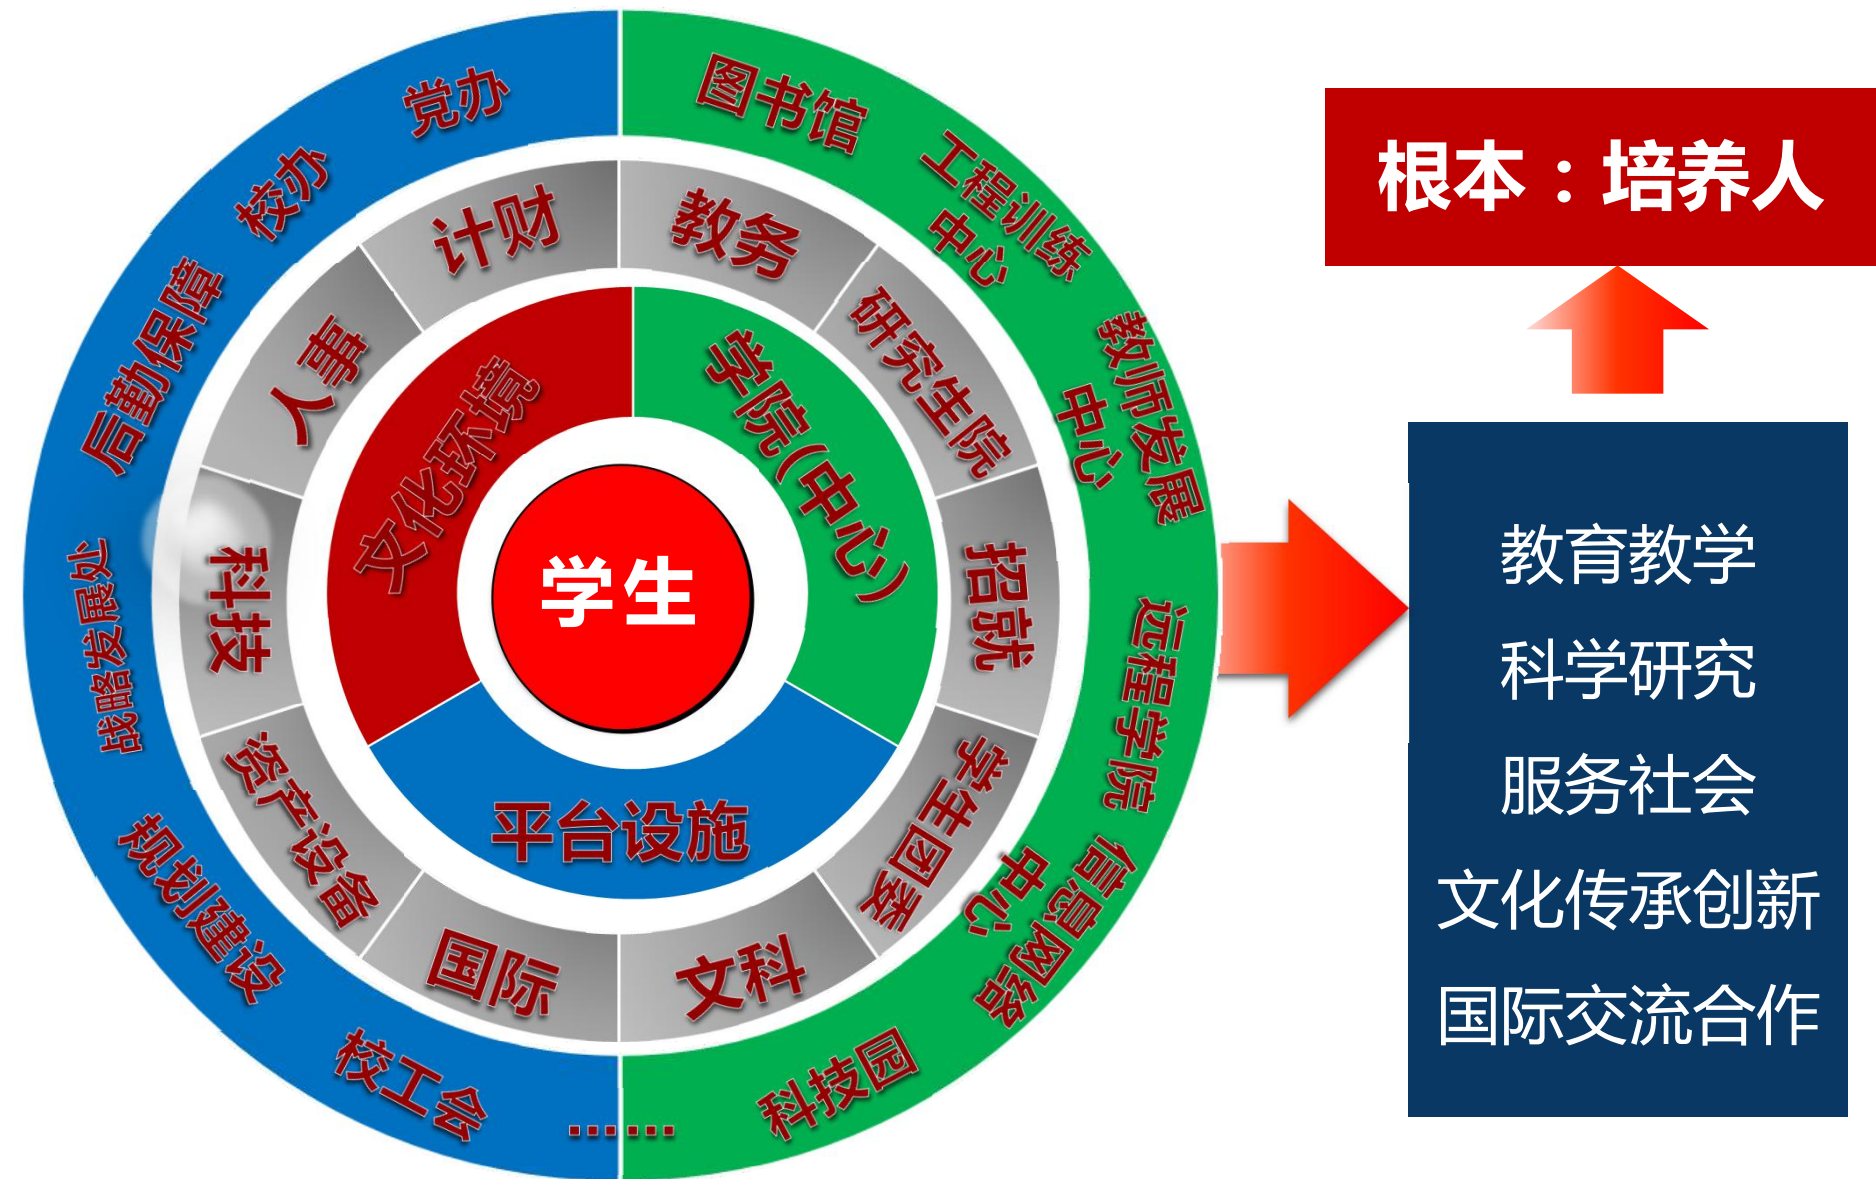 党办
校办
后勤保障
战略发展处
规划建设
校工会
……
图书馆
工程训练
中心
教师发展
中心
远程学院
信息网络
中心
科技园
计财
人事
科技
资产设备
国际
教务
研究生院
招就
学生团委
文科
文化环境
学院(中心)
平台设施
学生
根本：培养人
教育教学
科学研究
服务社会
文化传承创新
国际交流合作